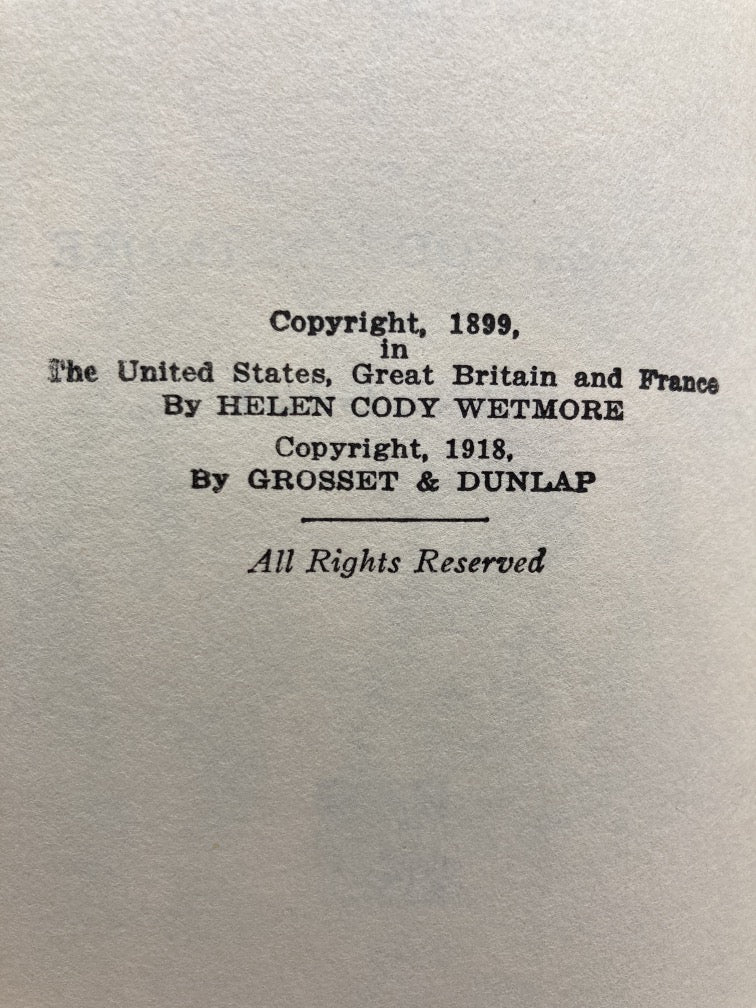 Copyright, 1899,
in
The United States, Great Britain and France
By HELEN CODY WETMORE
Copyright, 1918,
By GROSSET & DUNLAP
All Rights Reserved